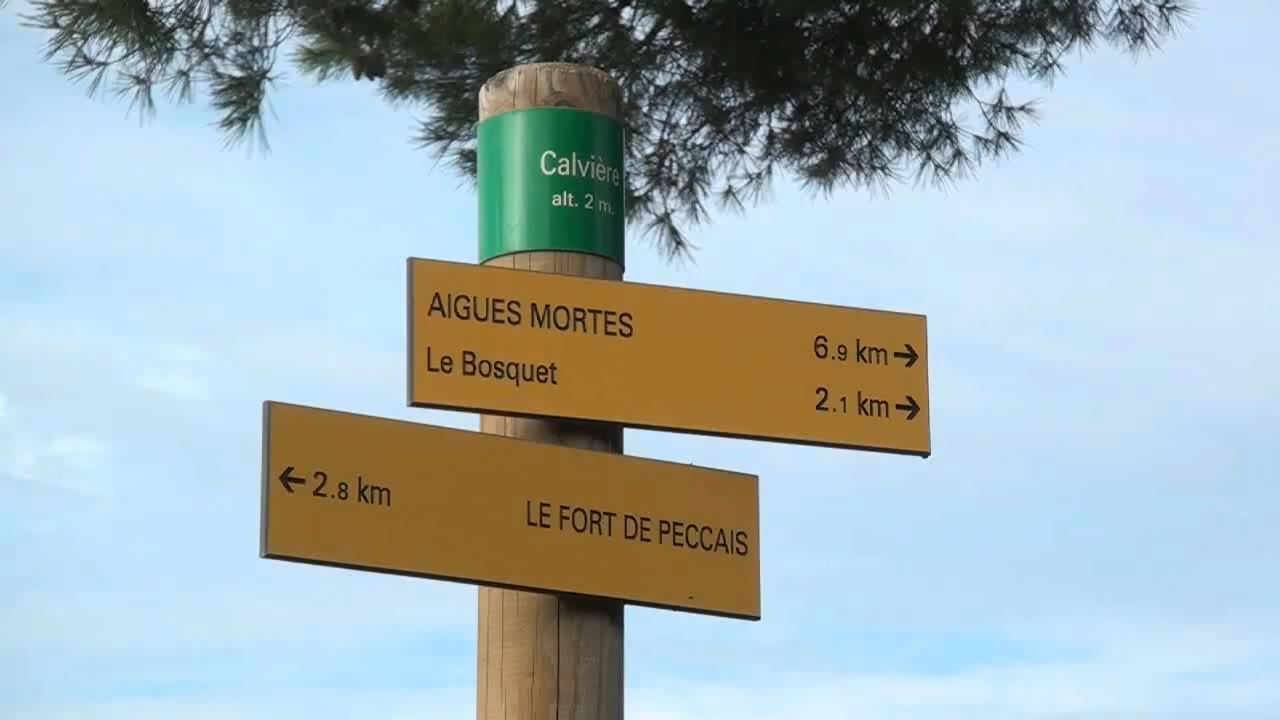 Calvière
alt. 2 m.
AIGUES MORTES 6.9 km →
Le Bosquet 2.1 km →
← 2.8 km LE FORT DE PECCAIS